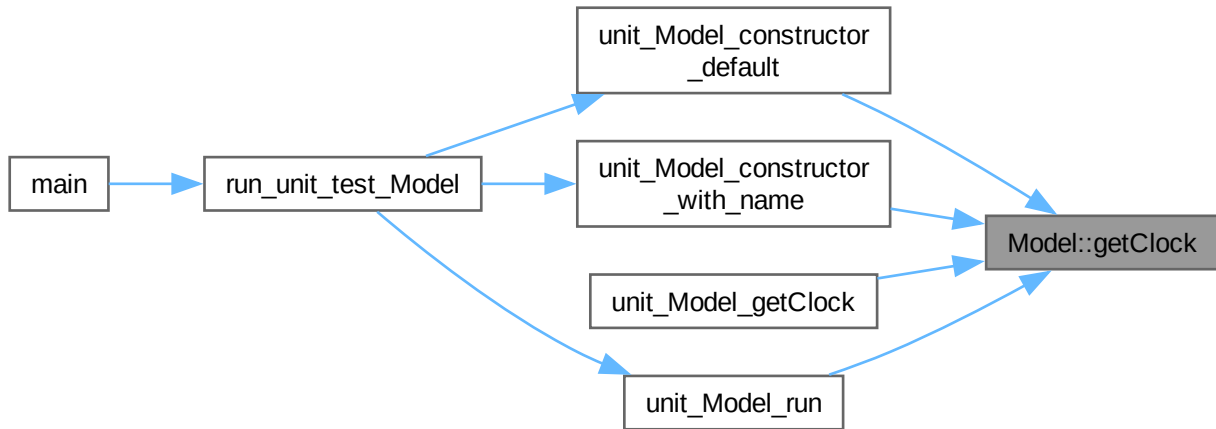 unit_Model_constructor
_default
main
run_unit_test_Model
unit_Model_constructor
_with_name
Model::getClock
unit_Model_getClock
unit_Model_run